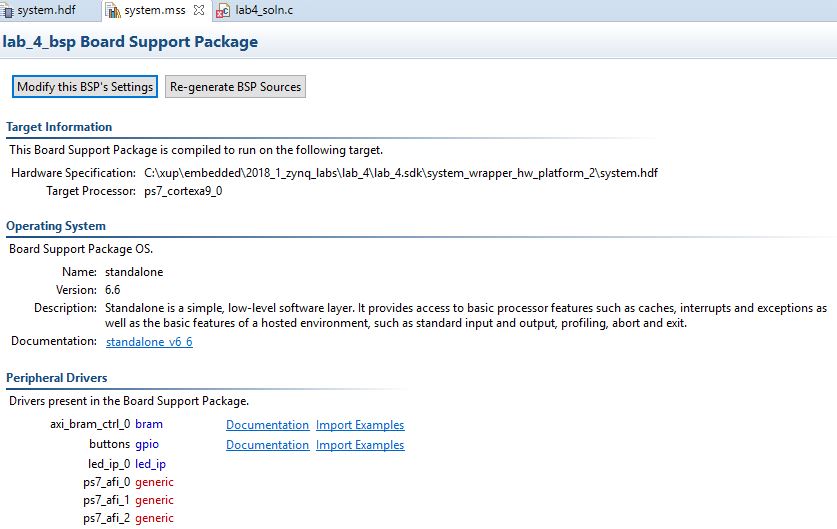 system.hdf system.mss lab4_soln.c
lab_4_bsp Board Support Package
Modify this BSP's Settings Re-generate BSP Sources
Target Information
This Board Support Package is compiled to run on the following target.
Hardware Specification: C:\xup\embedded\2018_1_zynq_labs\lab_4\lab_4.sdk\system_wrapper_hw_platform_2\system.hdf
Target Processor: ps7_cortexa9_0
Operating System
Board Support Package OS.
Name: standalone
Version: 6.6
Description: Standalone is a simple, low-level software layer. It provides access to basic processor features such as caches, interrupts and exceptions as
well as the basic features of a hosted environment, such as standard input and output, profiling, abort and exit.
Documentation: standalone_v6_6
Peripheral Drivers
Drivers present in the Board Support Package.
axi_bram_ctrl_0 bram Documentation Import Examples
buttons gpio Documentation Import Examples
led_ip_0 led_ip
ps7_afi_0 generic
ps7_afi_1 generic
ps7_afi_2 generic